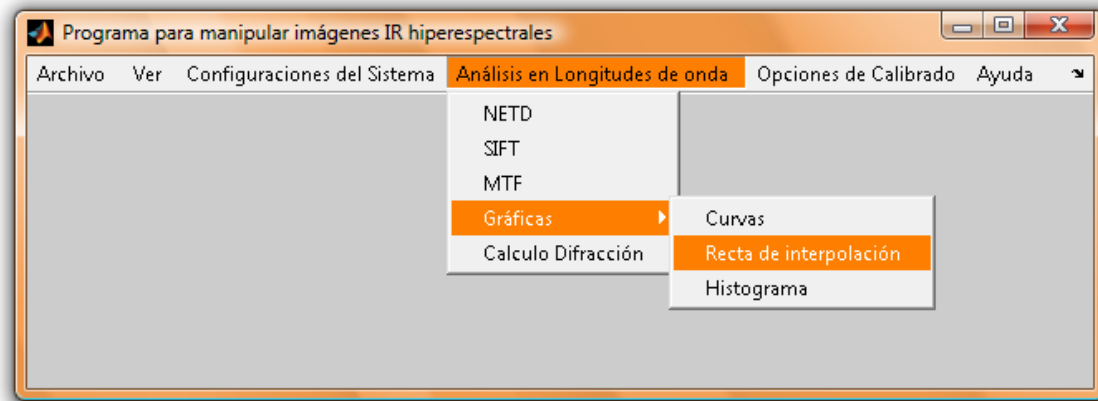 Programa para manipular imágenes IR hiperespectrales
Archivo Ver Configuraciones del Sistema Análisis en Longitudes de onda Opciones de Calibrado Ayuda
NETD
SIFT
MTF
Gráficas
Calculo Difracción
Curvas
Recta de interpolación
Histograma